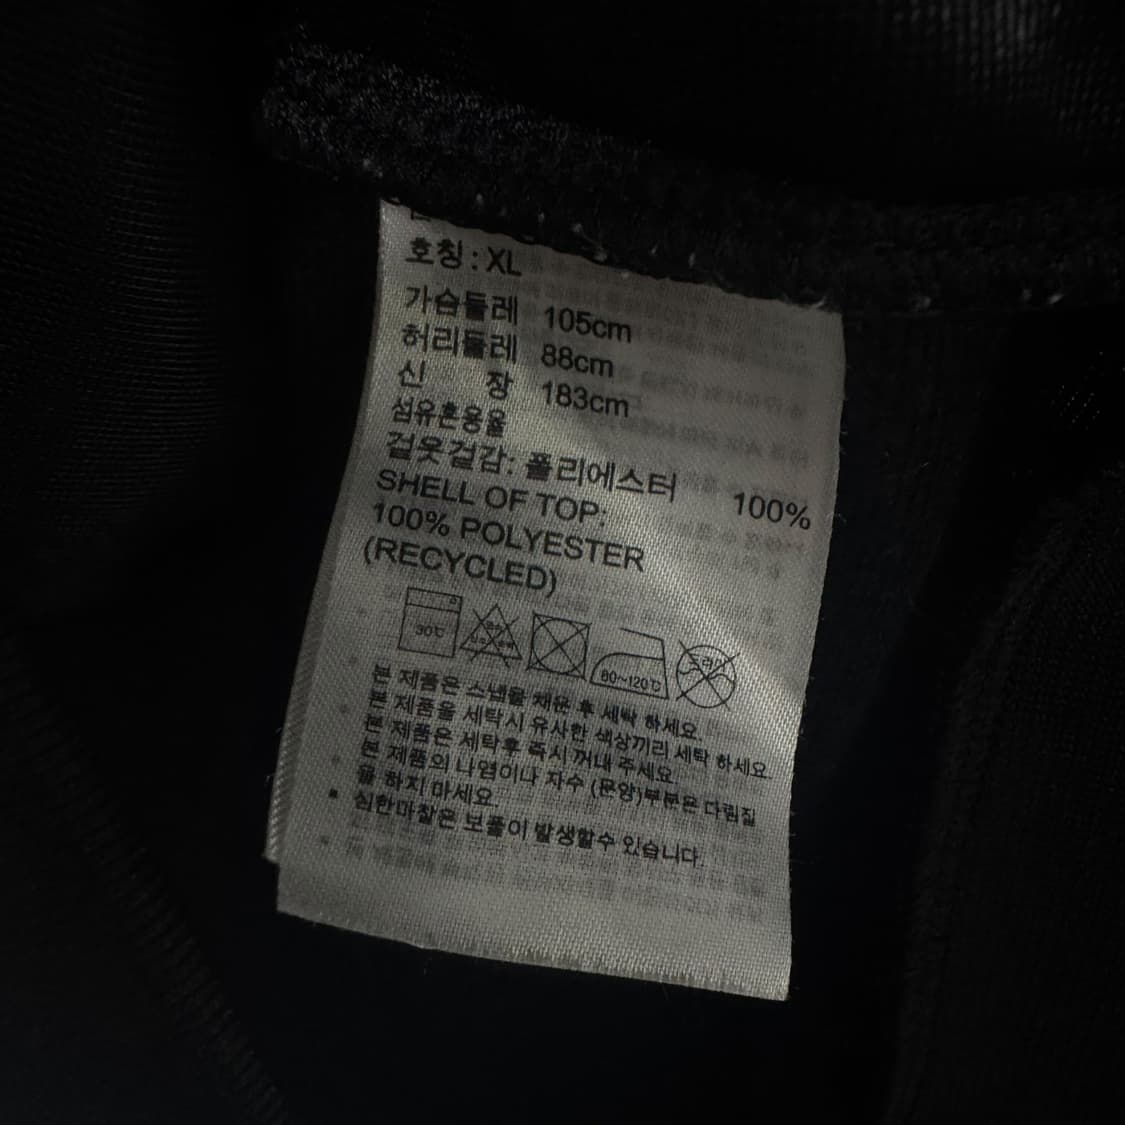 호칭 : XL
가슴둘레 105cm
허리둘레 88cm
신 장 183cm
섬유혼용율
겉옷겉감: 폴리에스터 100%
SHELL OF TOP:
100% POLYESTER
(RECYCLED)
30℃ 80~120℃
본 제품은 스냅을 채운 후 세탁 하세요.
본 제품을 세탁시 유사한 색상끼리 세탁 하세요.
본 제품은 세탁후 즉시 꺼내 주세요.
본 제품의 나염이나 자수 (문양)부분은 다림질
을 하지 마세요.
심한마찰은 보풀이 발생할수 있습니다.